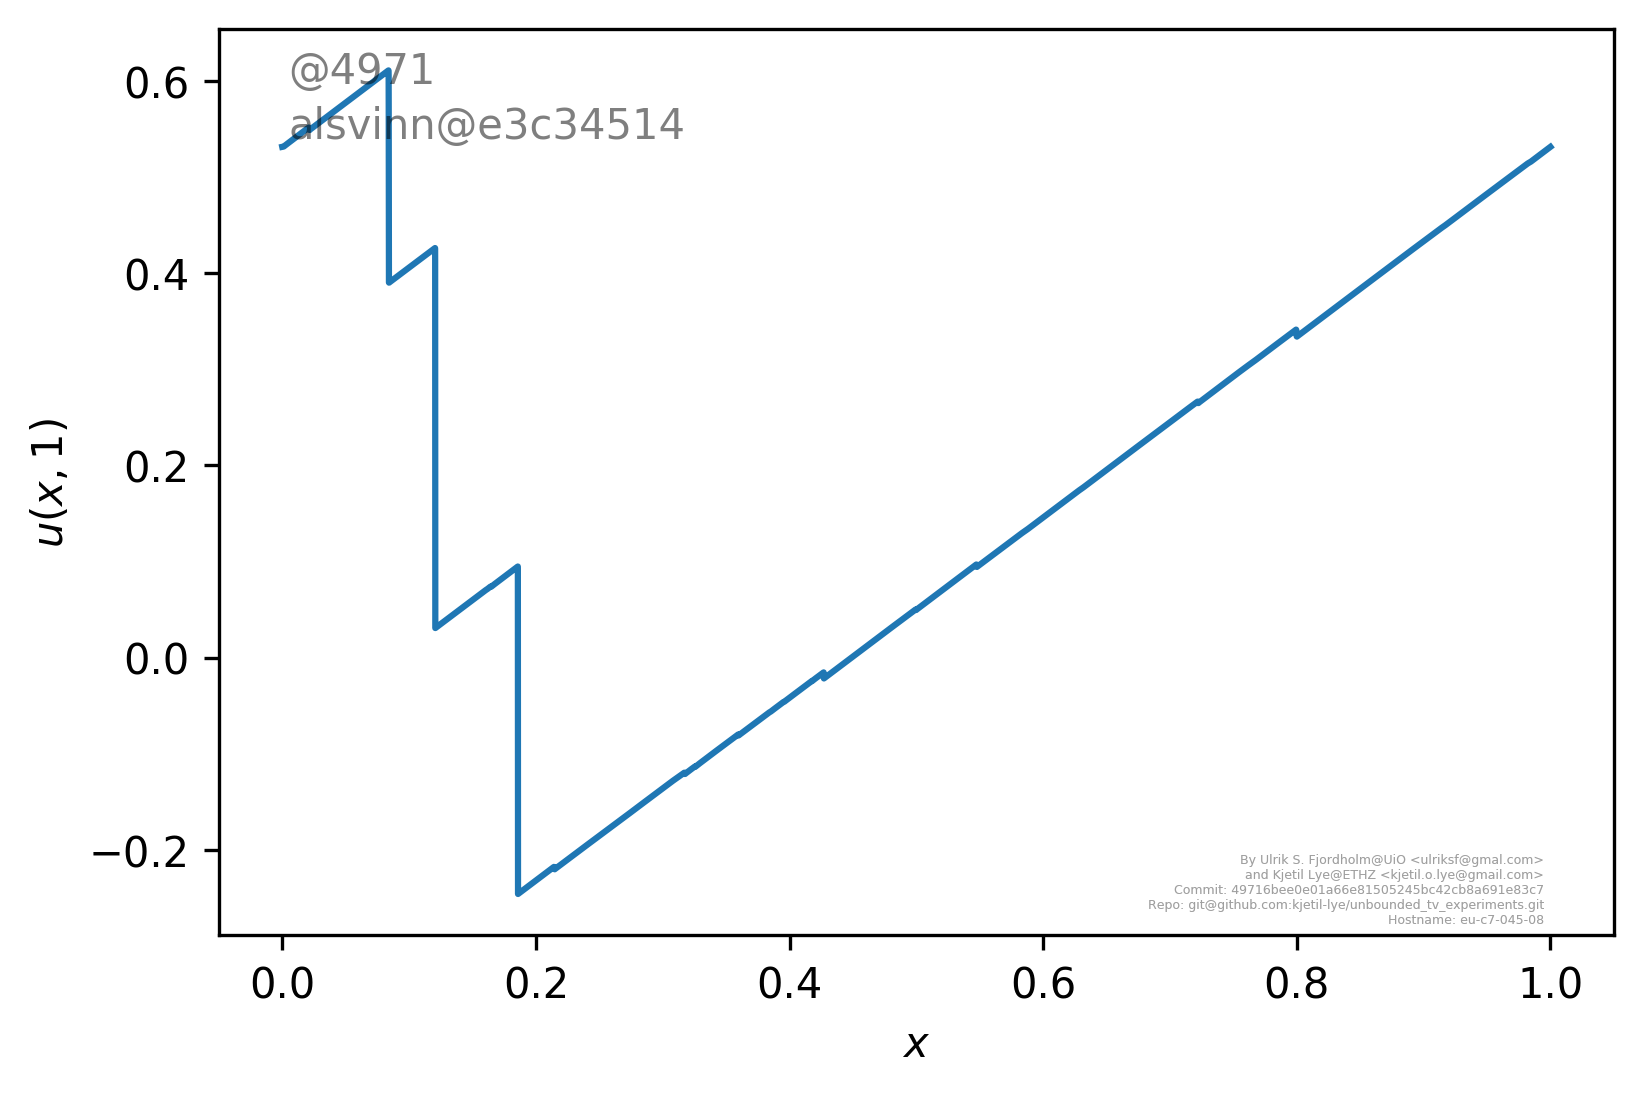 @4971
alsvinn@e3c34514
0.6
0.4
0.2
0.0
−0.2
u(x, 1)
0.0 0.2 0.4 0.6 0.8 1.0
x
By Ulrik S. Fjordholm@UiO <ulriksf@gmal.com>
and Kjetil Lye@ETHZ <kjetil.o.lye@gmail.com>
Commit: 49716bee0e01a66e81505245bc42cb8a691e83c7
Repo: git@github.com:kjetil-lye/unbounded_tv_experiments.git
Hostname: eu-c7-045-08